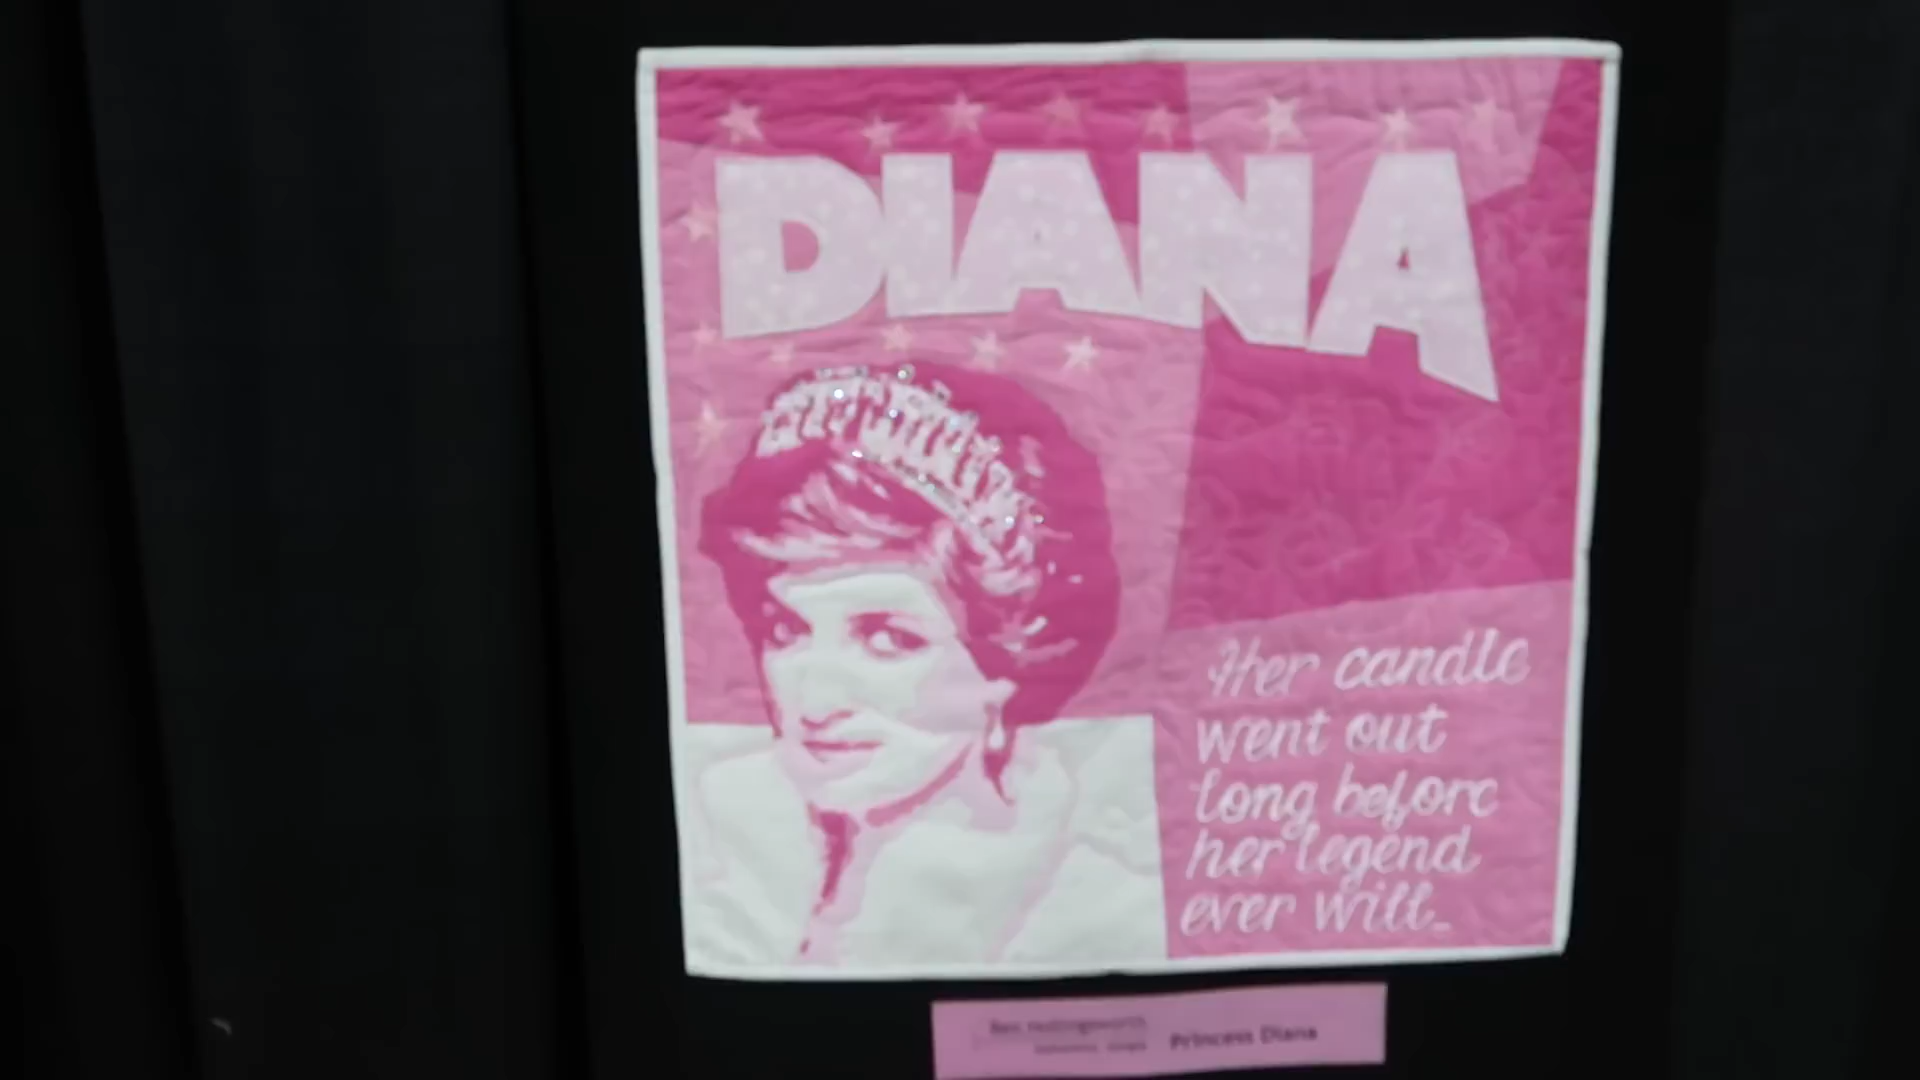 DIANA
Her candle
went out
long before
her legend
ever will..
Princess Diana